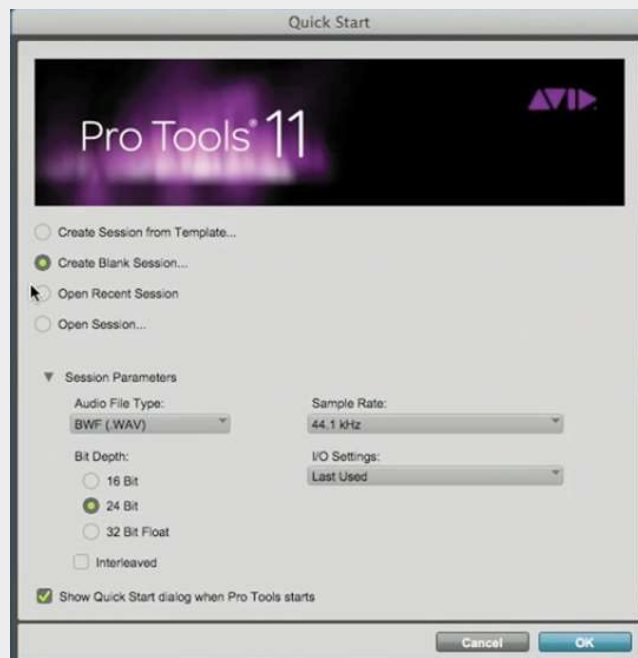 Quick Start
AVID
Pro Tools® 11
Create Session from Template...
Create Blank Session...
Open Recent Session
Open Session...
Session Parameters
Audio File Type:
BWF (.WAV)
Sample Rate:
44.1 kHz
Bit Depth:
16 Bit
24 Bit
32 Bit Float
I/O Settings:
Last Used
Interleaved
Show Quick Start dialog when Pro Tools starts
Cancel
OK